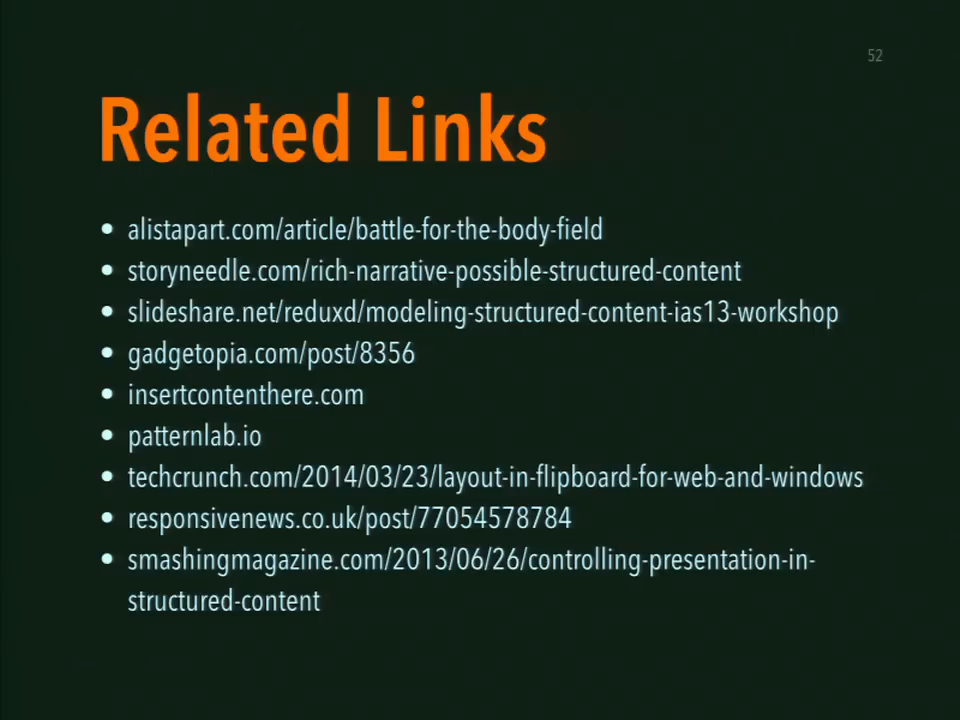 52
Related Links
• alistapart.com/article/battle-for-the-body-field
• storyneedle.com/rich-narrative-possible-structured-content
• slideshare.net/reduxd/modeling-structured-content-ias13-workshop
• gadgetopia.com/post/8356
• insertcontenthere.com
• patternlab.io
• techcrunch.com/2014/03/23/layout-in-flipboard-for-web-and-windows
• responsivenews.co.uk/post/77054578784
• smashingmagazine.com/2013/06/26/controlling-presentation-in-
structured-content